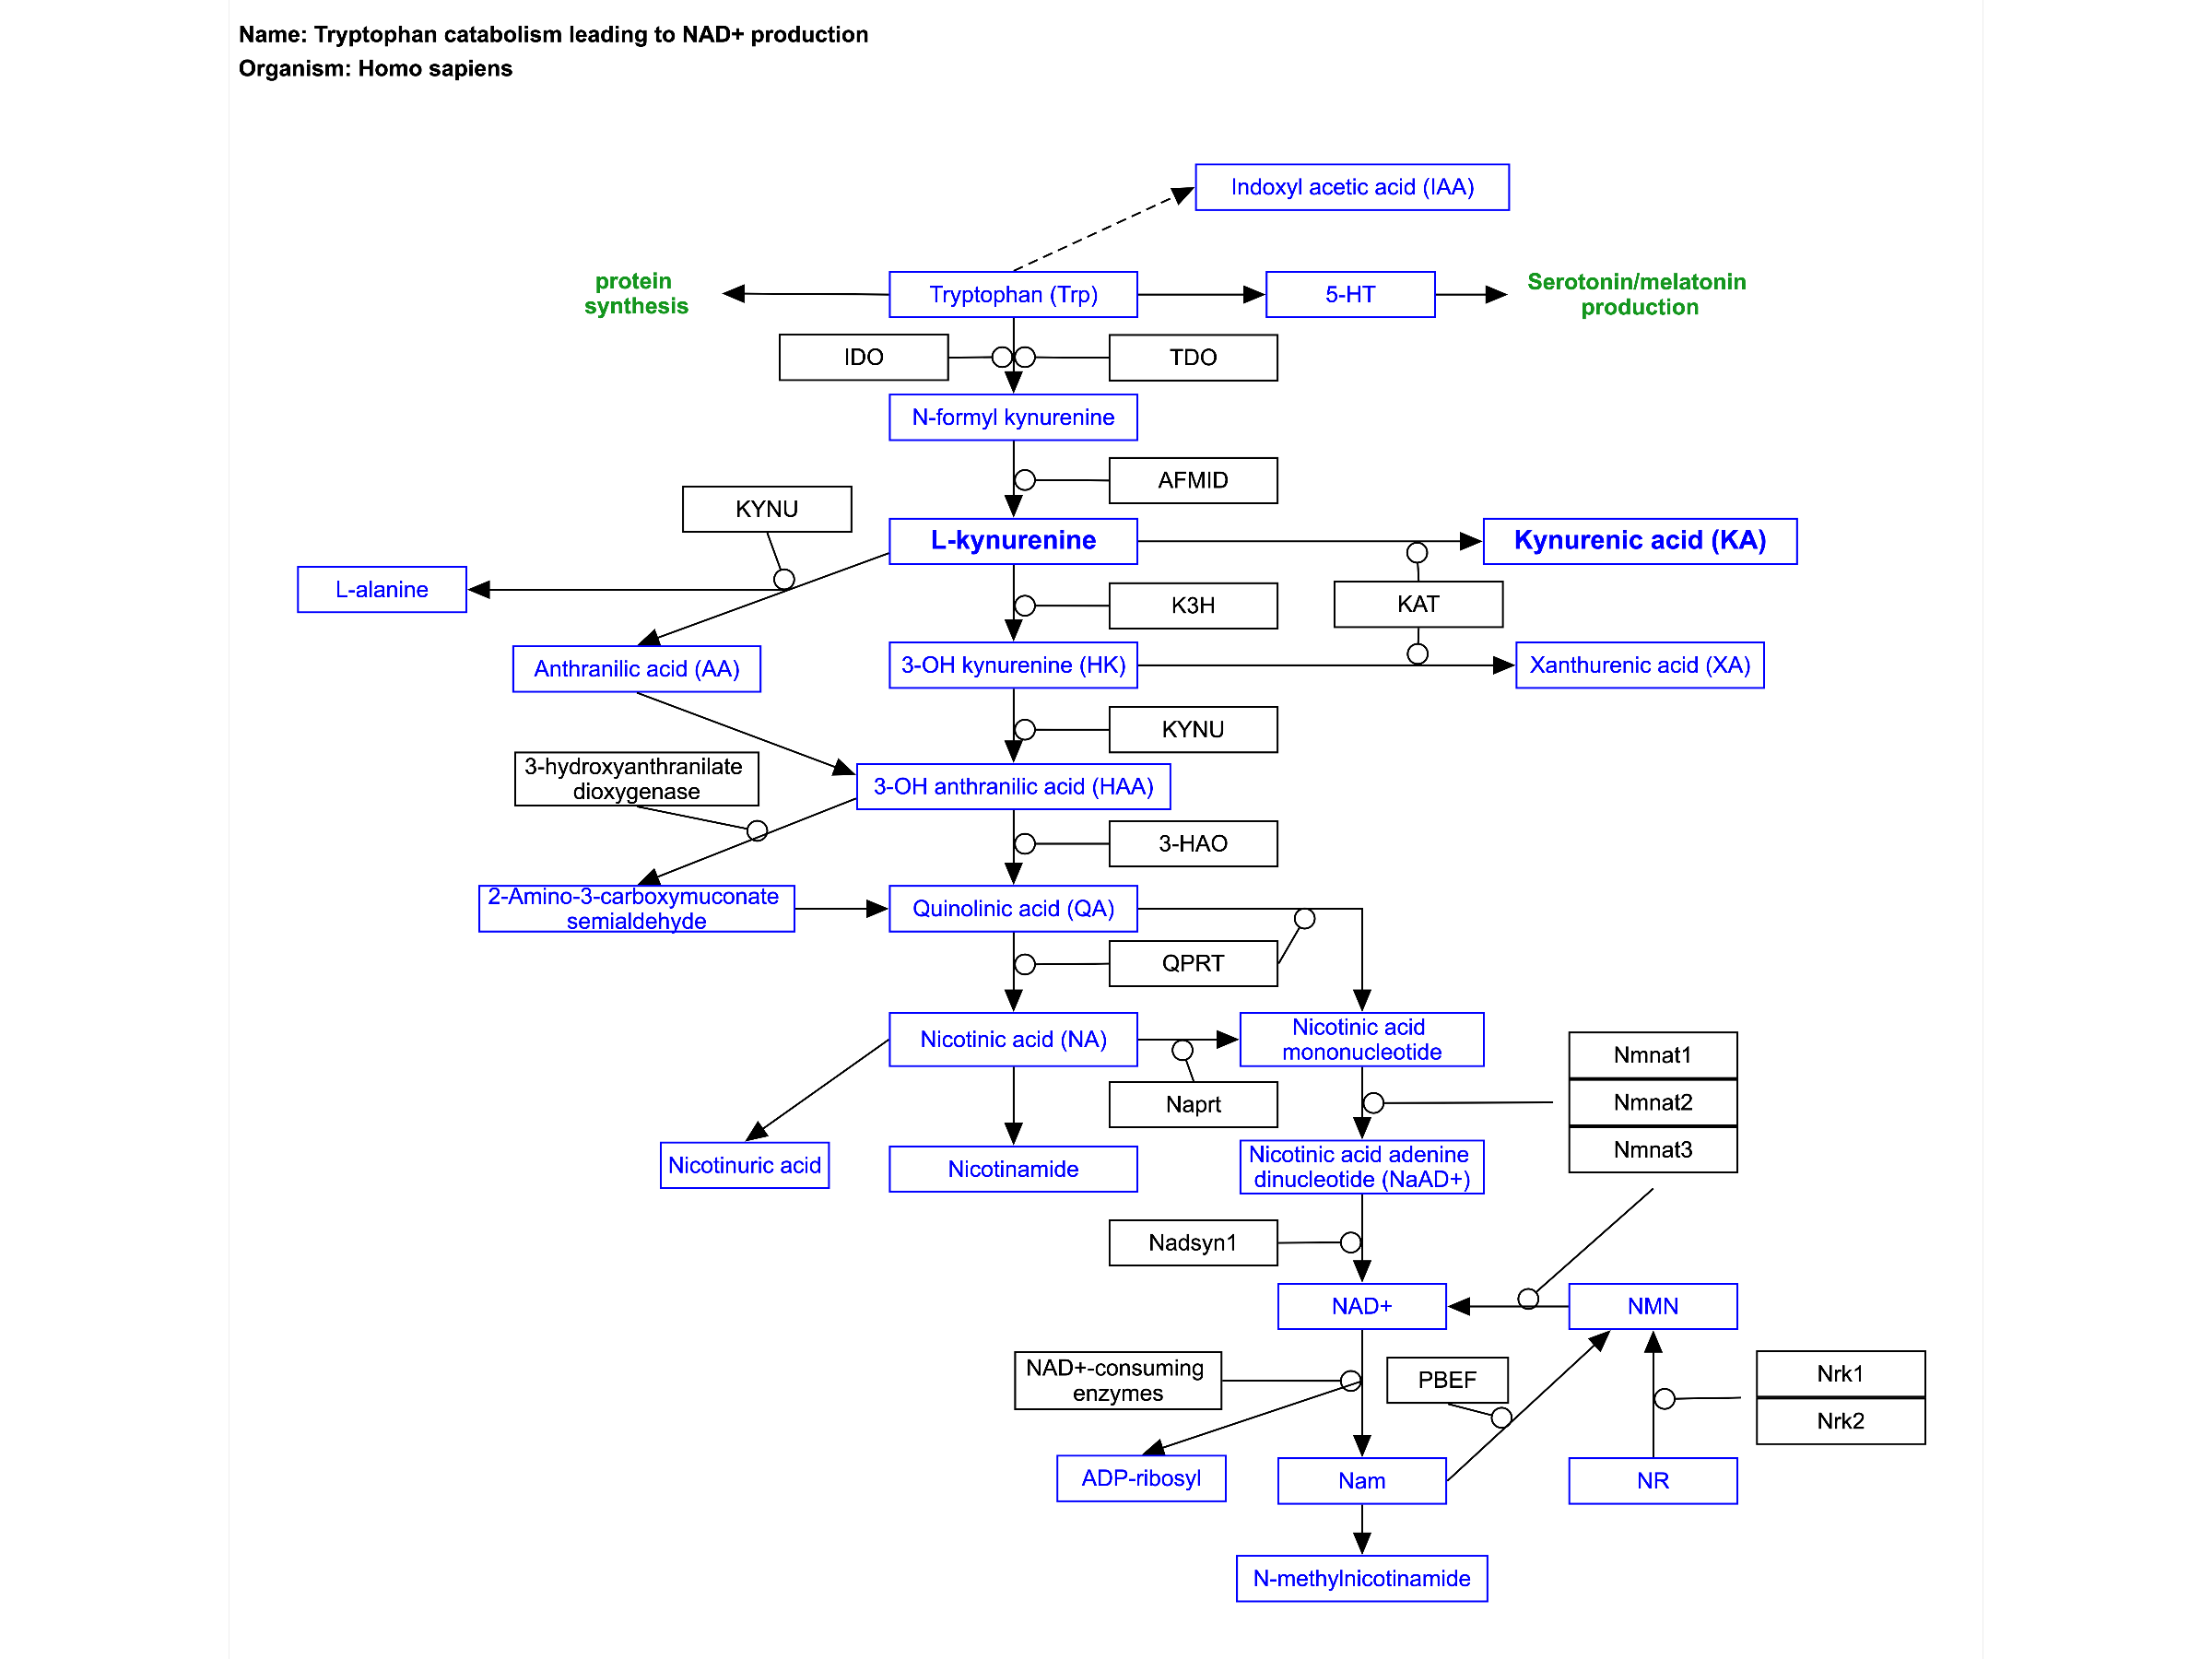 Name: Tryptophan catabolism leading to NAD+ production
Organism: Homo sapiens
Indoxyl acetic acid (IAA)
protein
synthesis
Tryptophan (Trp)
5-HT
Serotonin/melatonin
production
IDO
TDO
N-formyl kynurenine
AFMID
KYNU
L-kynurenine
Kynurenic acid (KA)
L-alanine
K3H
KAT
Anthranilic acid (AA)
3-OH kynurenine (HK)
Xanthurenic acid (XA)
KYNU
3-hydroxyanthranilate
dioxygenase
3-OH anthranilic acid (HAA)
3-HAO
2-Amino-3-carboxymuconate
semialdehyde
Quinolinic acid (QA)
QPRT
Nicotinic acid (NA)
Nicotinic acid
mononucleotide
Nmnat1
Nmnat2
Nmnat3
Naprt
Nicotinuric acid
Nicotinamide
Nicotinic acid adenine
dinucleotide (NaAD+)
Nadsyn1
NAD+
NMN
NAD+-consuming
enzymes
PBEF
Nrk1
Nrk2
ADP-ribosyl
Nam
NR
N-methylnicotinamide